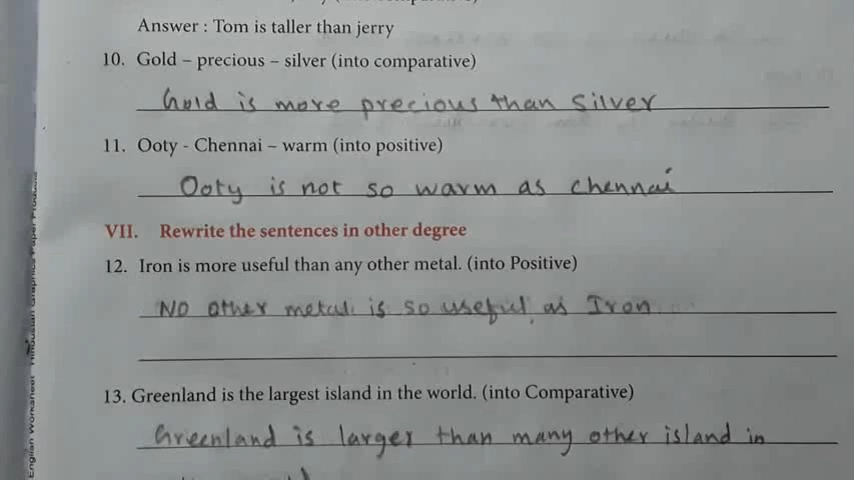 Answer : Tom is taller than jerry
10. Gold – precious – silver (into comparative)
Gold is more precious than Silver
11. Ooty - Chennai – warm (into positive)
Ooty is not so warm as chennai
VII. Rewrite the sentences in other degree
12. Iron is more useful than any other metal. (into Positive)
NO other metal is so useful as Iron
13. Greenland is the largest island in the world. (into Comparative)
Greenland is larger than many other island in
English Worksheet